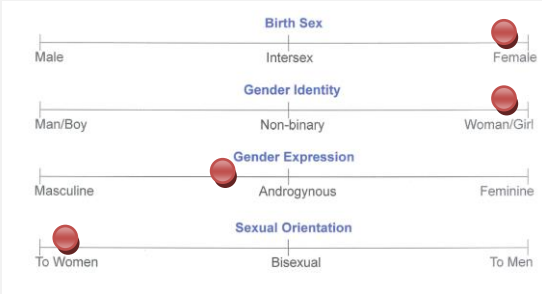 Birth Sex
Male Intersex Female
Gender Identity
Man/Boy Non-binary Woman/Girl
Gender Expression
Masculine Androgynous Feminine
Sexual Orientation
To Women Bisexual To Men